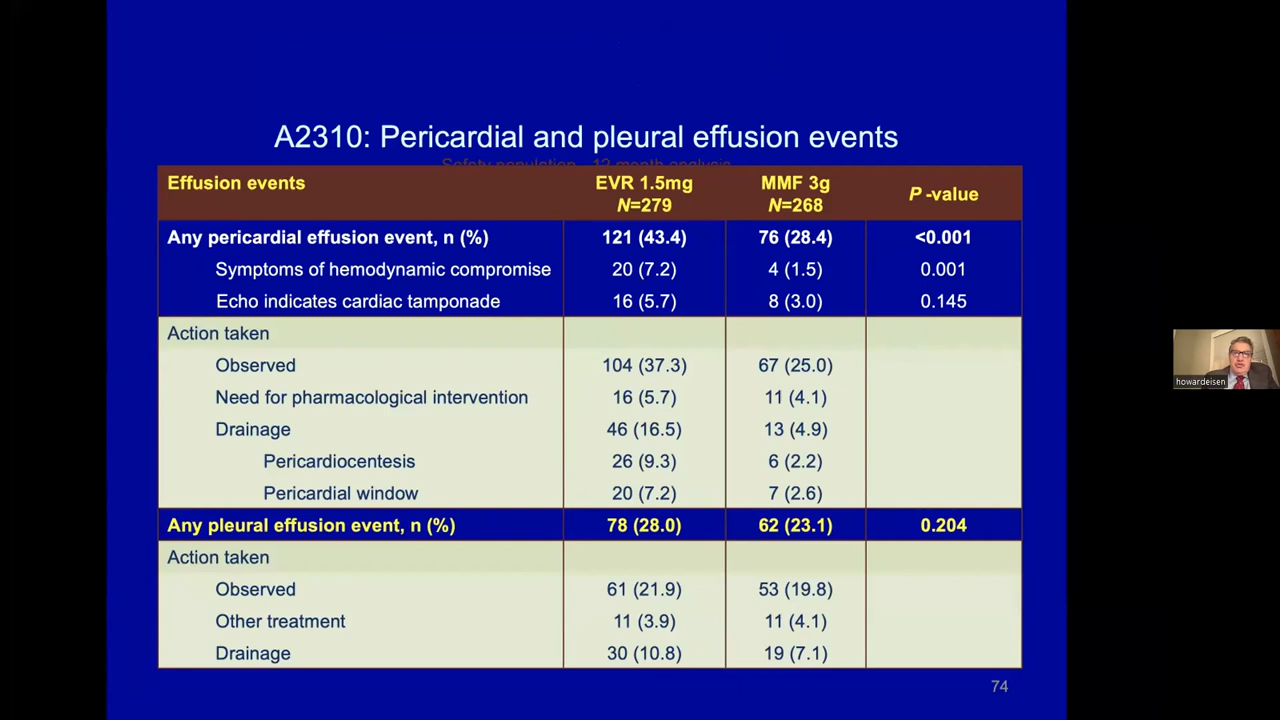 A2310: Pericardial and pleural effusion events
Safety population - 12 month analysis
Effusion events EVR 1.5mg N=279 MMF 3g N=268 P -value
Any pericardial effusion event, n (%) 121 (43.4) 76 (28.4) <0.001
Symptoms of hemodynamic compromise 20 (7.2) 4 (1.5) 0.001
Echo indicates cardiac tamponade 16 (5.7) 8 (3.0) 0.145
Action taken
Observed 104 (37.3) 67 (25.0)
Need for pharmacological intervention 16 (5.7) 11 (4.1)
Drainage 46 (16.5) 13 (4.9)
Pericardiocentesis 26 (9.3) 6 (2.2)
Pericardial window 20 (7.2) 7 (2.6)
Any pleural effusion event, n (%) 78 (28.0) 62 (23.1) 0.204
Action taken
Observed 61 (21.9) 53 (19.8)
Other treatment 11 (3.9) 11 (4.1)
Drainage 30 (10.8) 19 (7.1)
74
howardeisen